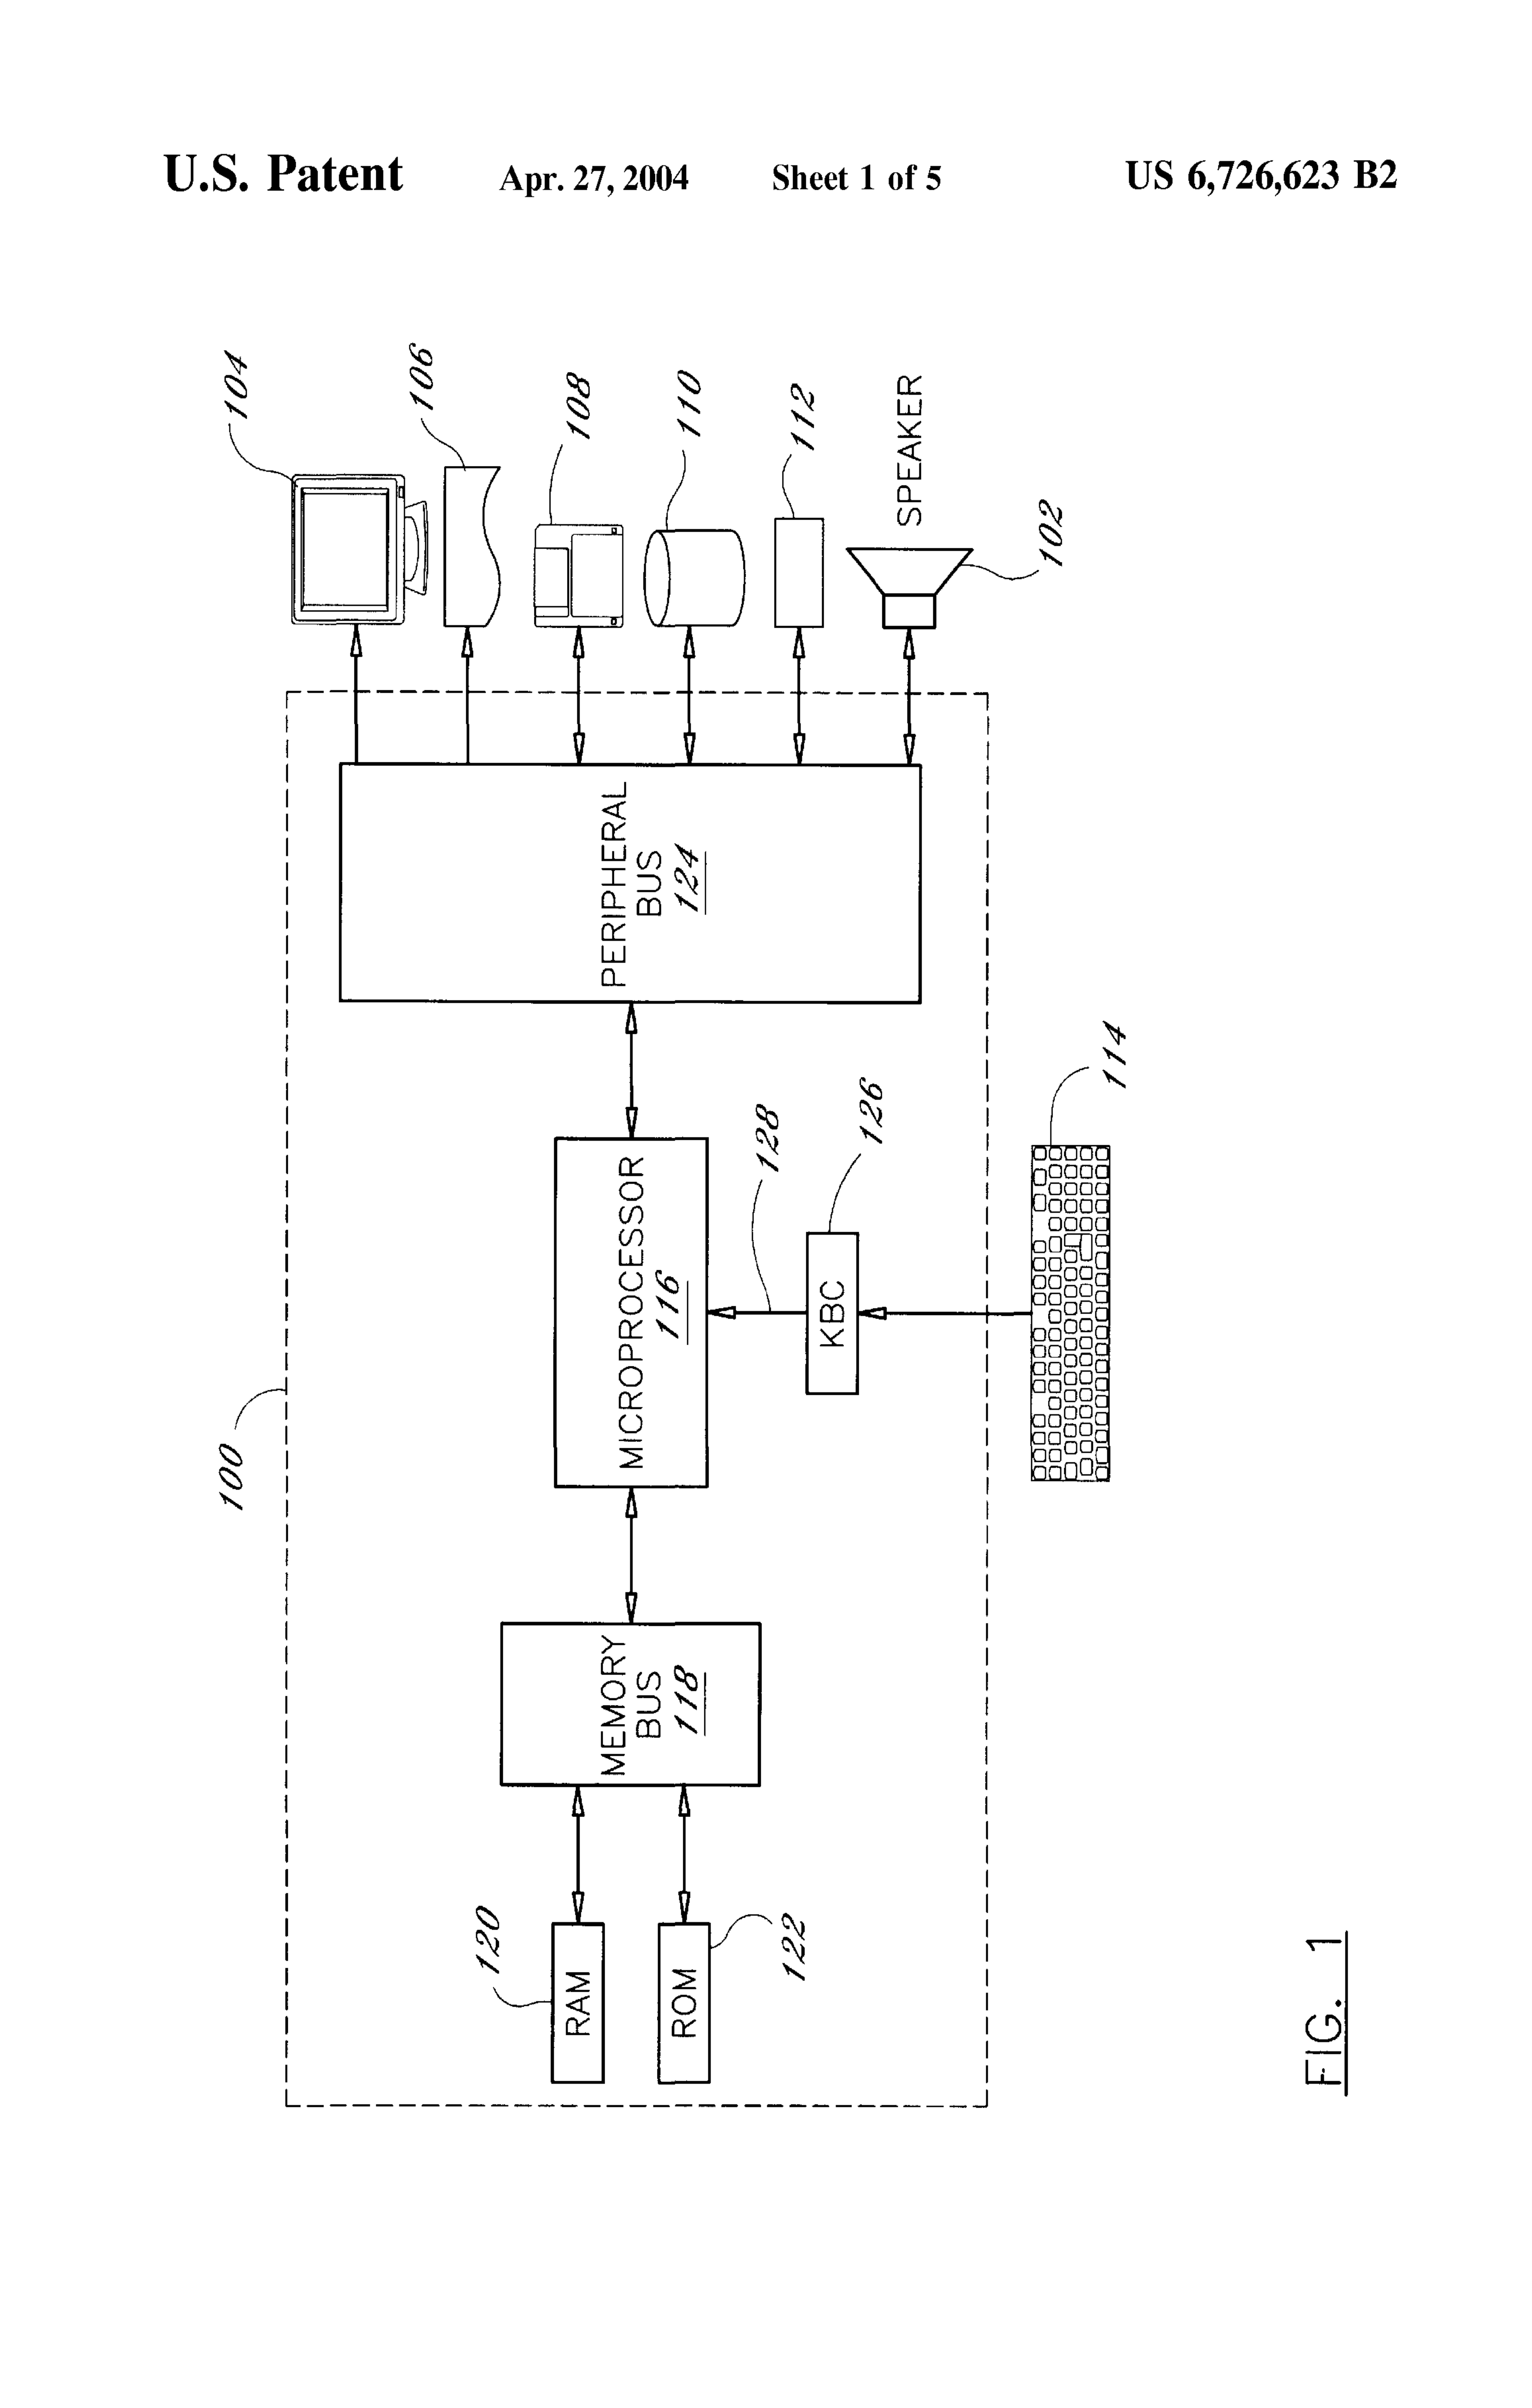 U.S. Patent Apr. 27, 2004 Sheet 1 of 5 US 6,726,623 B2
104
106
108
110
112
SPEAKER
102
PERIPHERAL
BUS
124
100
MICROPROCESSOR
116
128
126
KBC
114
MEMORY
BUS
118
120
RAM
ROM
122
FIG. 1